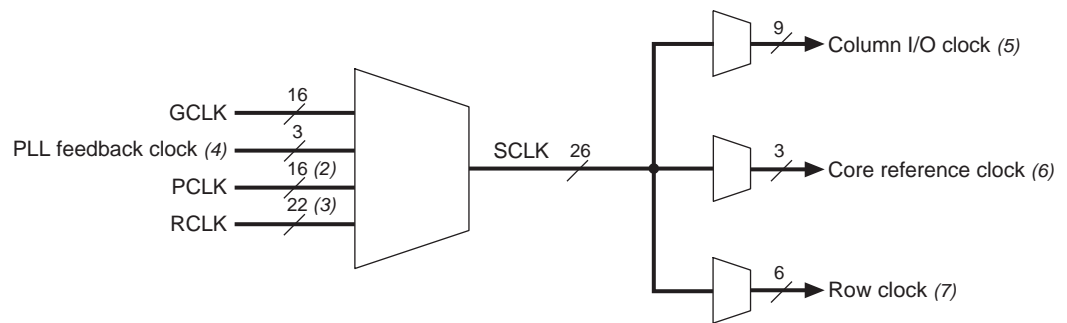 GCLK
16
PLL feedback clock (4)
3
PCLK
16 (2)
RCLK
22 (3)
SCLK
26
9
Column I/O clock (5)
3
Core reference clock (6)
6
Row clock (7)